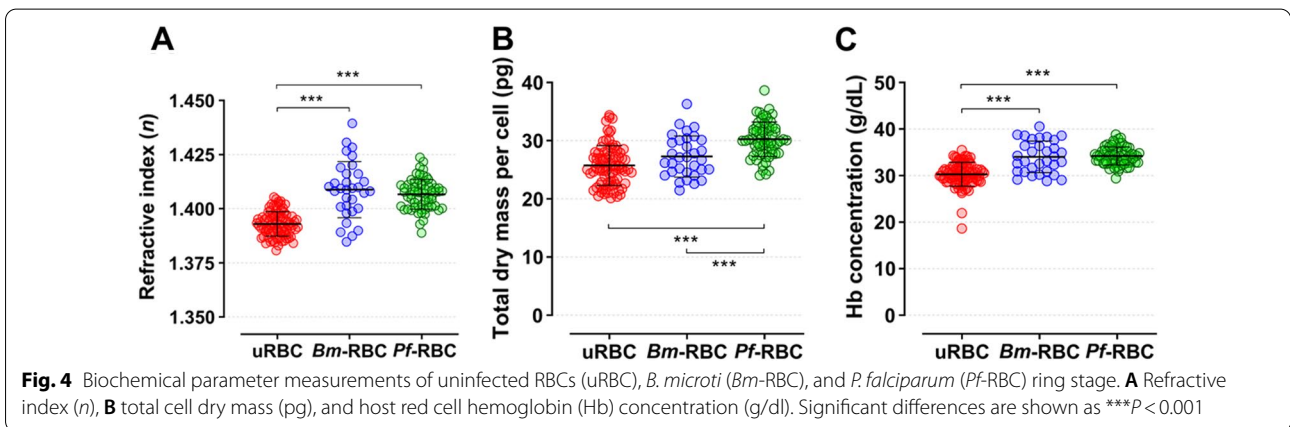 A
Refractive index (n)
1.450
1.425
1.400
1.375
1.350
***
***
uRBC Bm-RBC Pf-RBC
B
Total dry mass per cell (pg)
40
30
20
10
0
***
***
uRBC Bm-RBC Pf-RBC
C
Hb concentration (g/dL)
50
40
30
20
10
0
***
***
uRBC Bm-RBC Pf-RBC
Fig. 4 Biochemical parameter measurements of uninfected RBCs (uRBC), B. microti (Bm-RBC), and P. falciparum (Pf-RBC) ring stage. A Refractive
index (n), B total cell dry mass (pg), and host red cell hemoglobin (Hb) concentration (g/dl). Significant differences are shown as ***P < 0.001